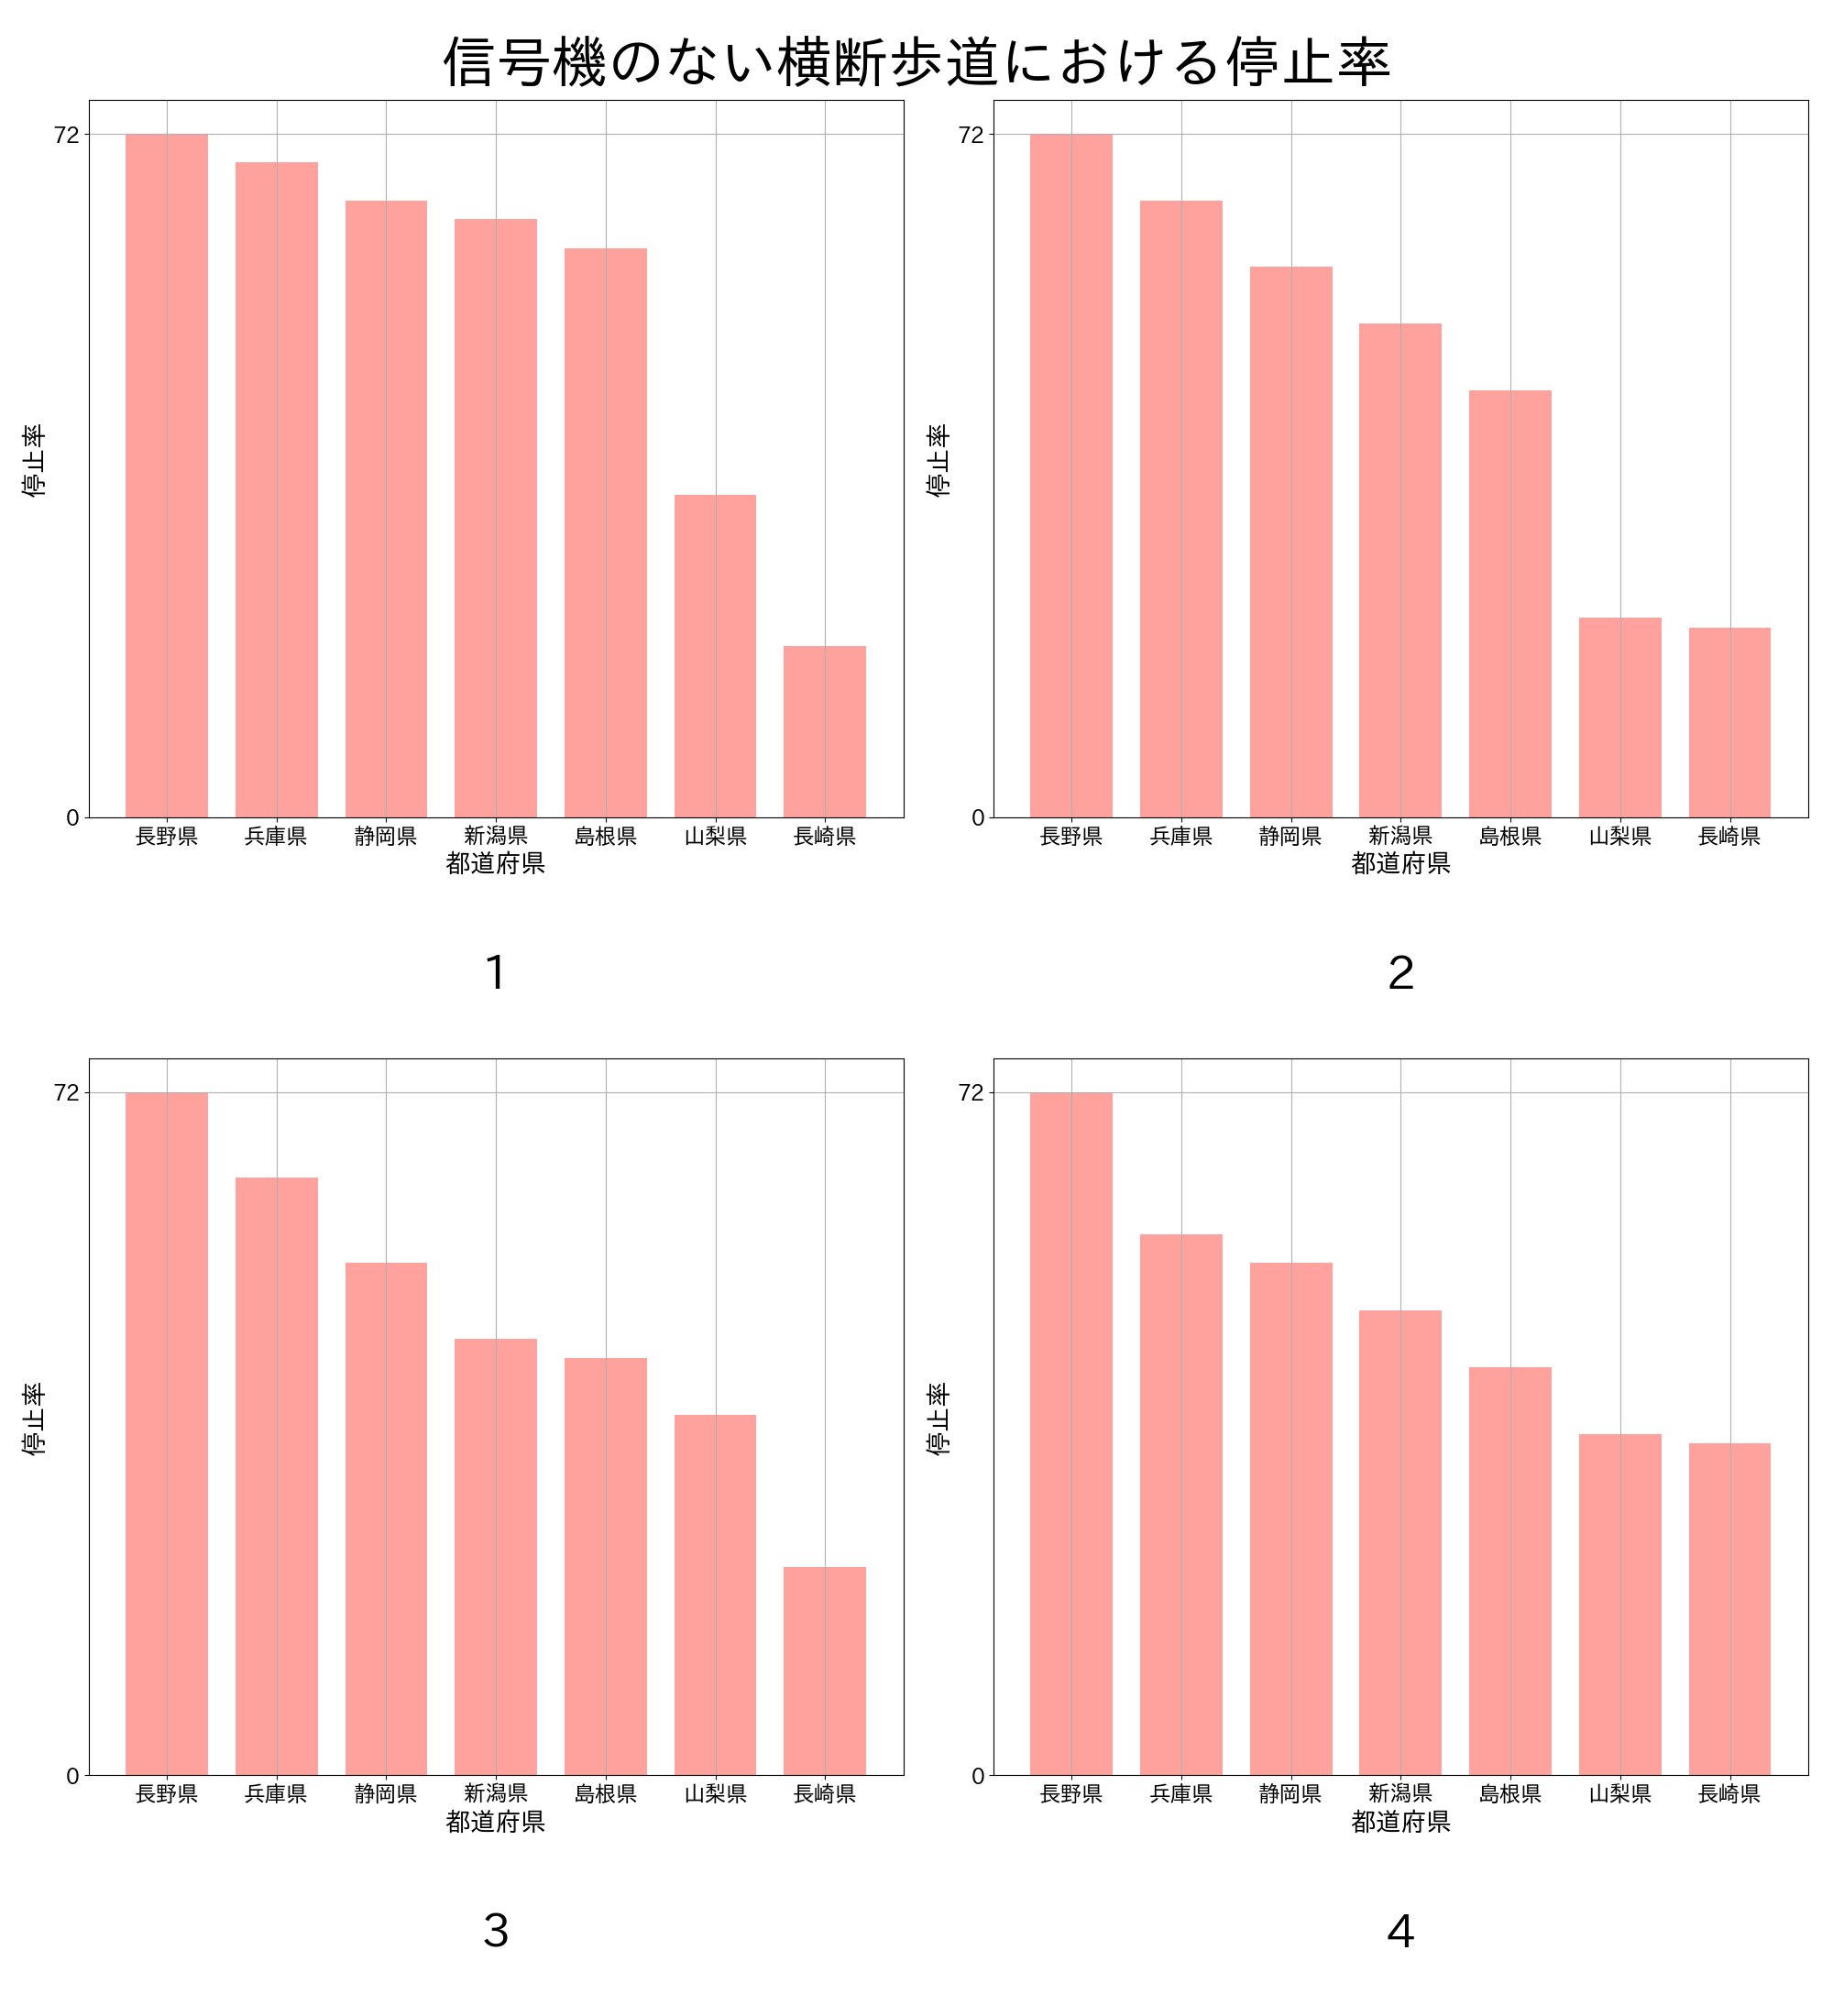 信号機のない横断歩道における停止率
72
停止率
0
長野県 兵庫県 静岡県 新潟県 島根県 山梨県 長崎県
都道府県
1
72
停止率
0
長野県 兵庫県 静岡県 新潟県 島根県 山梨県 長崎県
都道府県
2
72
停止率
0
長野県 兵庫県 静岡県 新潟県 島根県 山梨県 長崎県
都道府県
3
72
停止率
0
長野県 兵庫県 静岡県 新潟県 島根県 山梨県 長崎県
都道府県
4